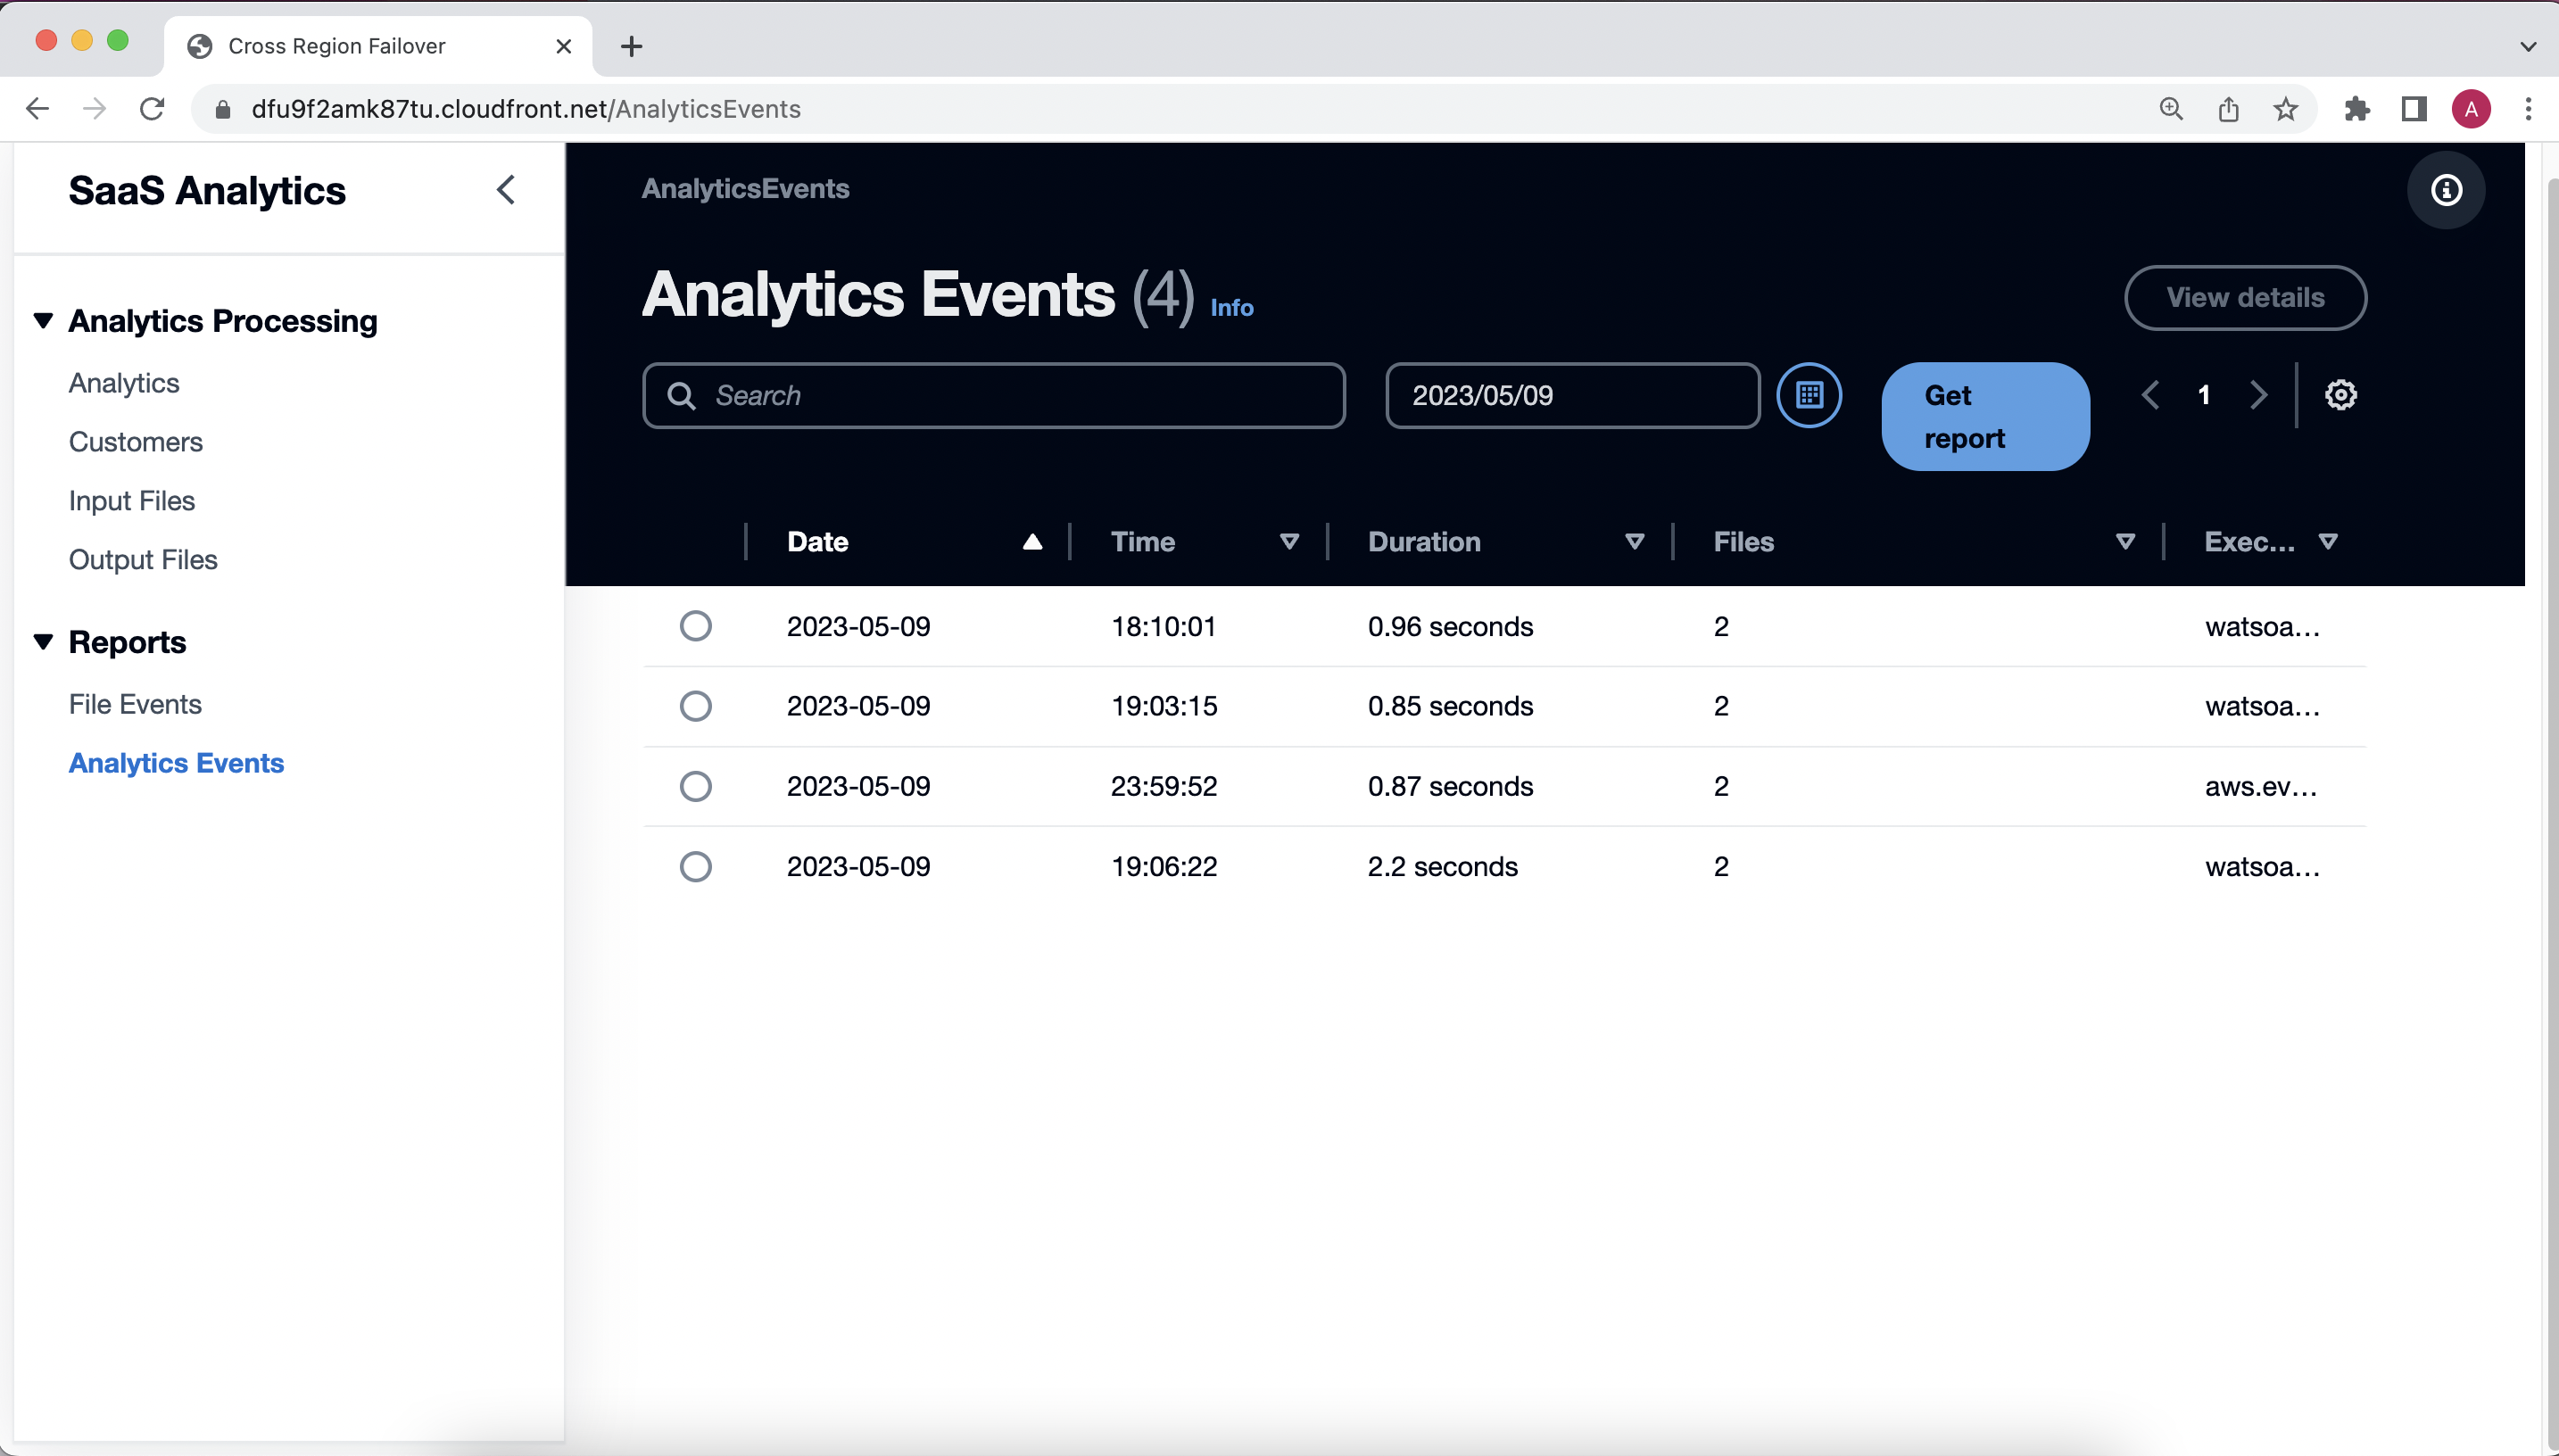 Cross Region Failover
dfu9f2amk87tu.cloudfront.net/AnalyticsEvents
A
SaaS Analytics
Analytics Processing
Analytics
Customers
Input Files
Output Files
Reports
File Events
Analytics Events
AnalyticsEvents
Analytics Events (4) Info
View details
Search
2023/05/09
Get
report
1
Date Time Duration Files Exec...
2023-05-09 18:10:01 0.96 seconds 2 watsoa...
2023-05-09 19:03:15 0.85 seconds 2 watsoa...
2023-05-09 23:59:52 0.87 seconds 2 aws.ev...
2023-05-09 19:06:22 2.2 seconds 2 watsoa...